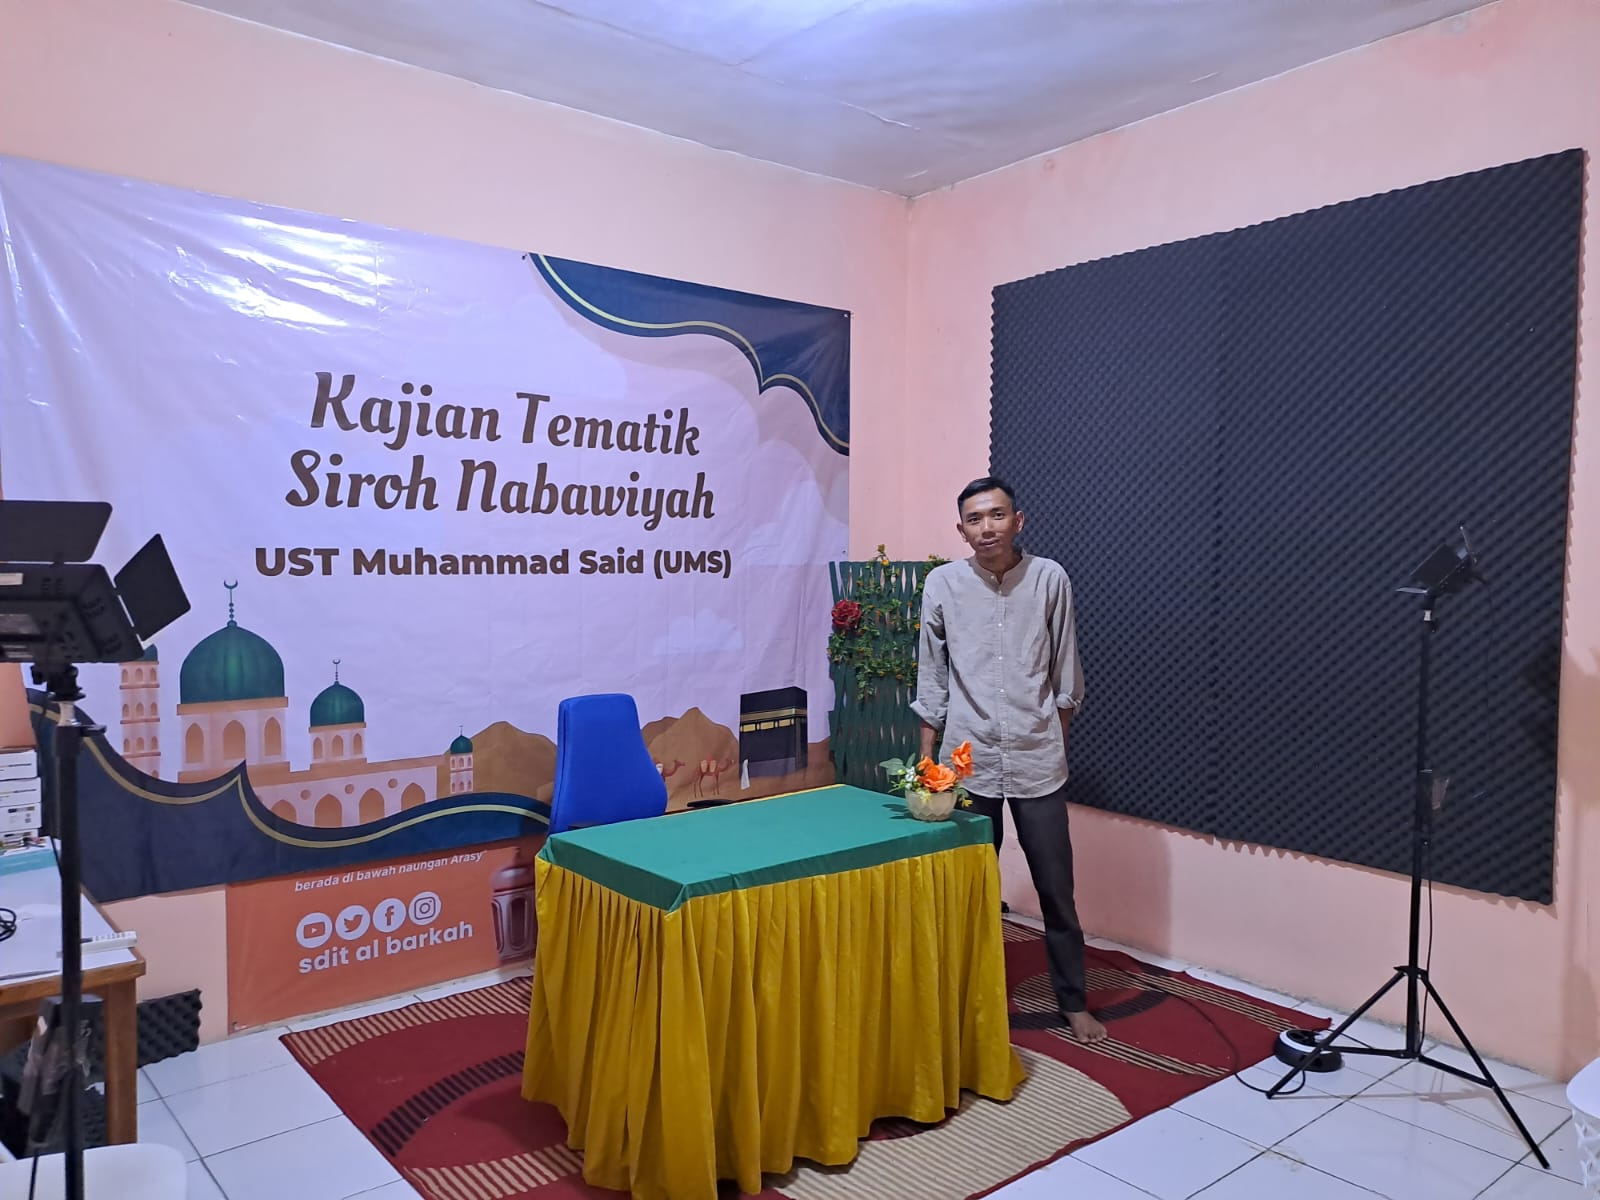 Kajian Tematik
Siroh Nabawiyah
UST Muhammad Said (UMS)
berada di bawah naungan Arasy"
sdit al barkah